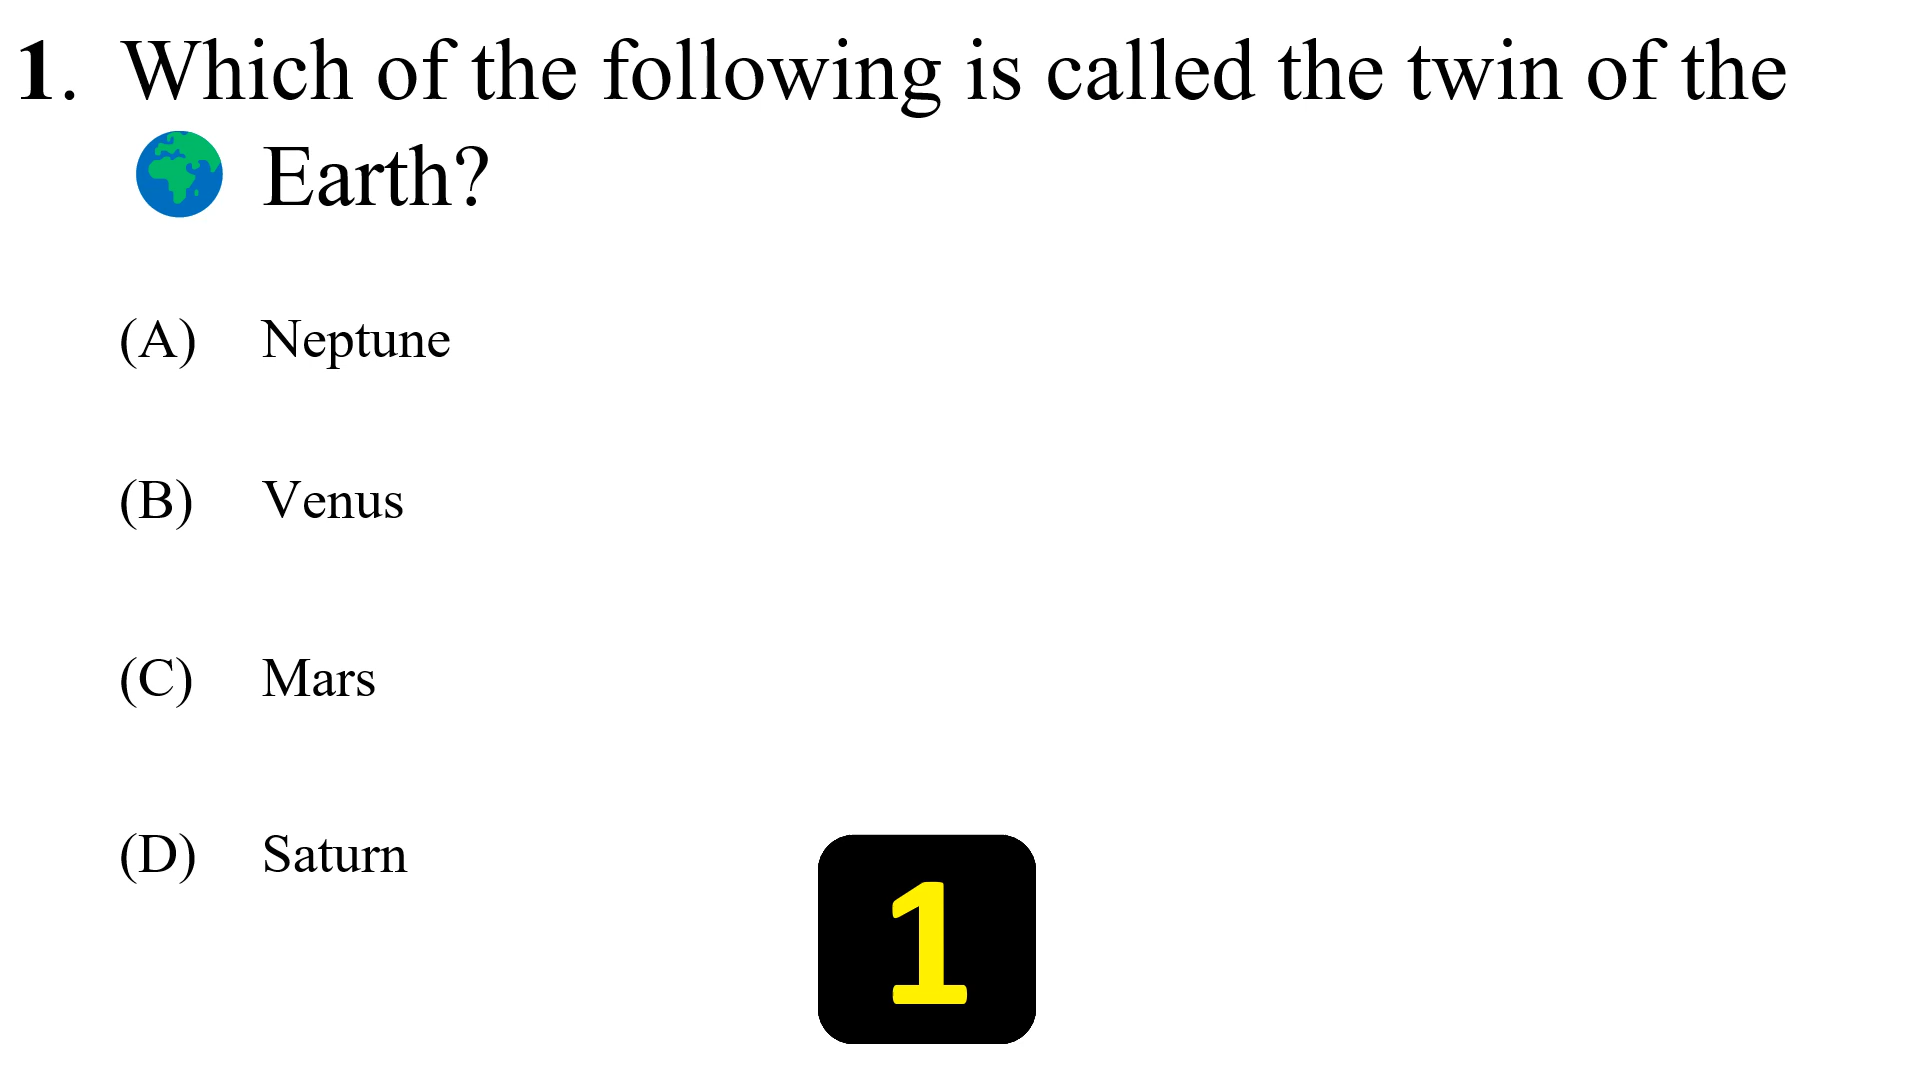 1. Which of the following is called the twin of the
Earth?
(A) Neptune
(B) Venus
(C) Mars
(D) Saturn
1